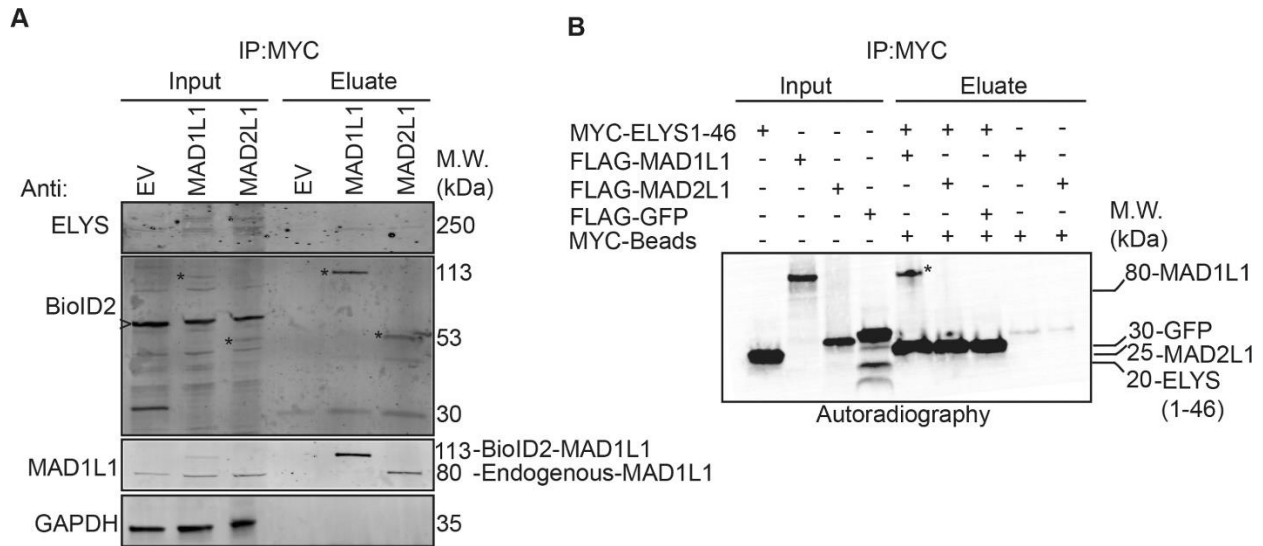 A
IP:MYC
Input Eluate
Anti: EV MAD1L1 MAD2L1 EV MAD1L1 MAD2L1 M.W. (kDa)
ELYS 250
* * 113
BioID2
> * * 53
30
MAD1L1 113-BioID2-MAD1L1
80 -Endogenous-MAD1L1
GAPDH 35
B
IP:MYC
Input Eluate
MYC-ELYS1-46 + - - - + + + - -
FLAG-MAD1L1 - + - - + - - + -
FLAG-MAD2L1 - - + - - + - - +
FLAG-GFP - - - + - - + - -
MYC-Beads - - - - + + + + +
M.W. (kDa)
* 80-MAD1L1
30-GFP
25-MAD2L1
20-ELYS
(1-46)
Autoradiography